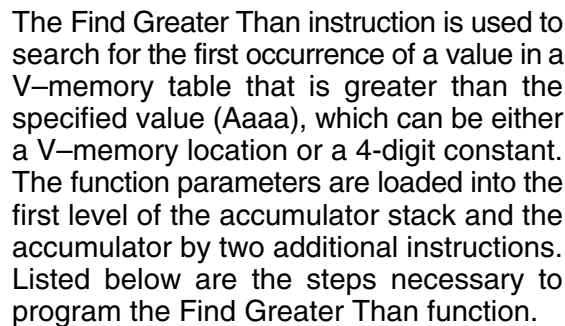 The Find Greater Than instruction is used to
search for the first occurrence of a value in a
V–memory table that is greater than the
specified value (Aaaa), which can be either
a V–memory location or a 4-digit constant.
The function parameters are loaded into the
first level of the accumulator stack and the
accumulator by two additional instructions.
Listed below are the steps necessary to
program the Find Greater Than function.